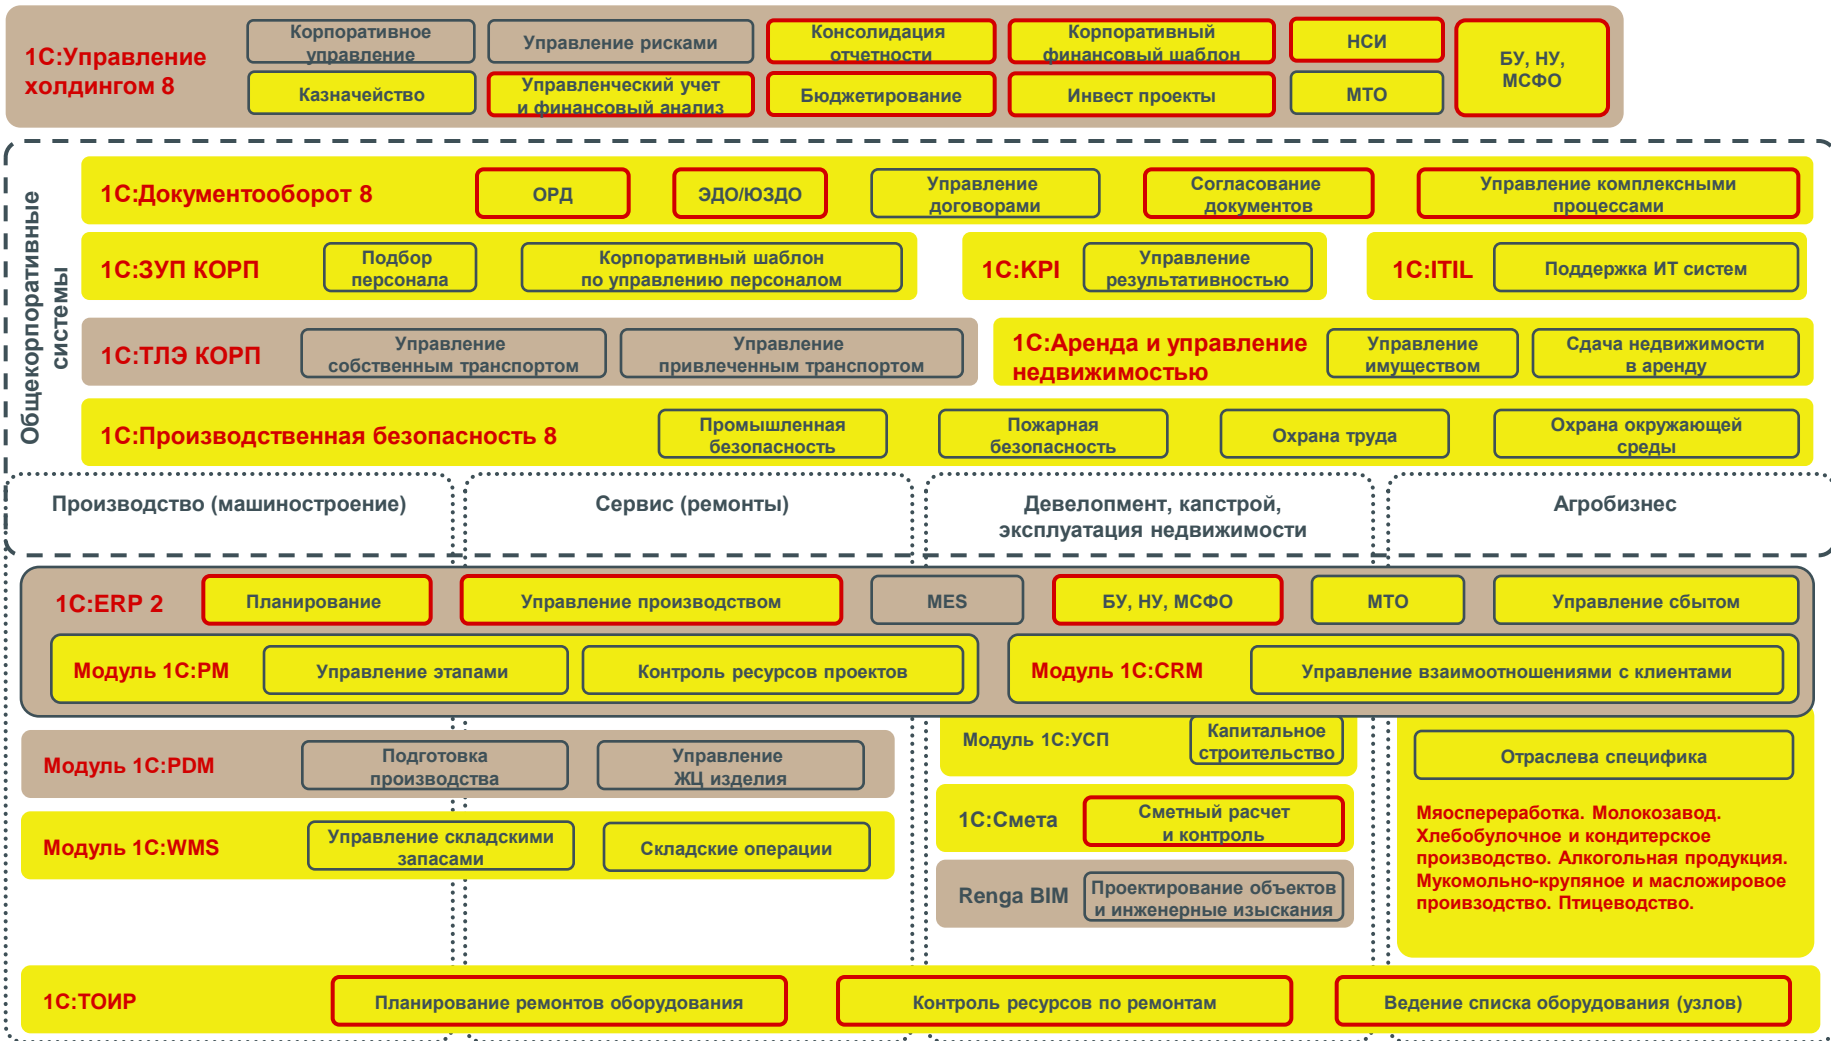 1С:Управление
холдингом 8
Корпоративное
управление
Управление рисками
Консолидация
отчетности
Корпоративный
финансовый шаблон
НСИ
БУ, НУ,
МСФО
Казначейство
Управленческий учет
и финансовый анализ
Бюджетирование
Инвест проекты
МТО
Общекорпоративные
системы
1С:Документооборот 8
ОРД
ЭДО/ЮЗДО
Управление
договорами
Согласование
документов
Управление комплексными
процессами
1С:ЗУП КОРП
Подбор
персонала
Корпоративный шаблон
по управлению персоналом
1С:KPI
Управление
результативностью
1С:ITIL
Поддержка ИТ систем
1С:ТЛЭ КОРП
Управление
собственным транспортом
Управление
привлеченным транспортом
1С:Аренда и управление
недвижимостью
Управление
имуществом
Сдача недвижимости
в аренду
1С:Производственная безопасность 8
Промышленная
безопасность
Пожарная
безопасность
Охрана труда
Охрана окружающей
среды
Производство (машиностроение)
Сервис (ремонты)
Девелопмент, капстрой,
эксплуатация недвижимости
Агробизнес
1С:ERP 2
Планирование
Управление производством
MES
БУ, НУ, МСФО
МТО
Управление сбытом
Модуль 1С:PM
Управление этапами
Контроль ресурсов проектов
Модуль 1С:CRM
Управление взаимоотношениями с клиентами
Модуль 1С:PDM
Подготовка
производства
Управление
ЖЦ изделия
Модуль 1С:УСП
Капитальное
строительство
Отраслева специфика
Модуль 1С:WMS
Управление складскими
запасами
Складские операции
1С:Смета
Сметный расчет
и контроль
Renga BIM
Проектирование объектов
и инженерные изыскания
Мяоспереработка. Молокозавод.
Хлебобулочное и кондитерское
производство. Алкогольная продукция.
Мукомольно-крупяное и масложировое
проивзодство. Птицеводство.
1С:ТОИР
Планирование ремонтов оборудования
Контроль ресурсов по ремонтам
Ведение списка оборудования (узлов)